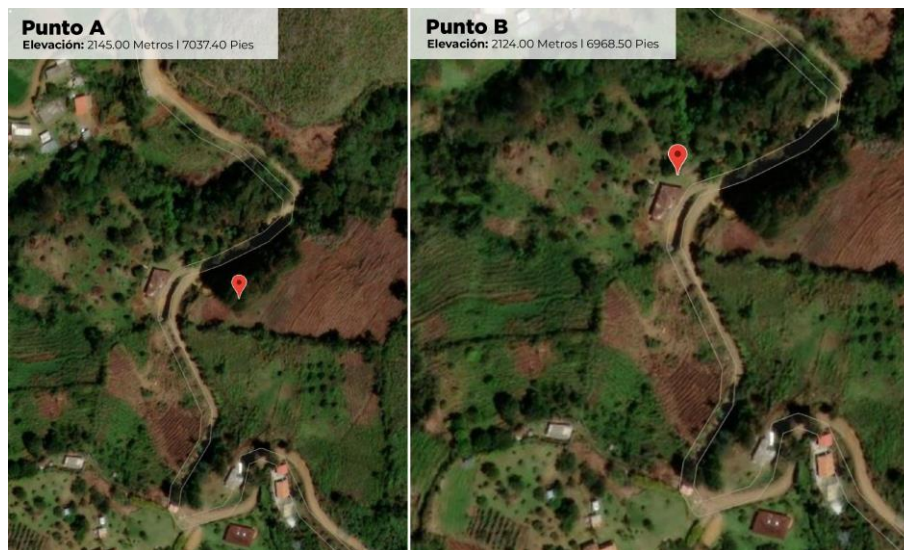 Punto A
Elevación: 2145.00 Metros | 7037.40 Pies
Punto B
Elevación: 2124.00 Metros | 6968.50 Pies